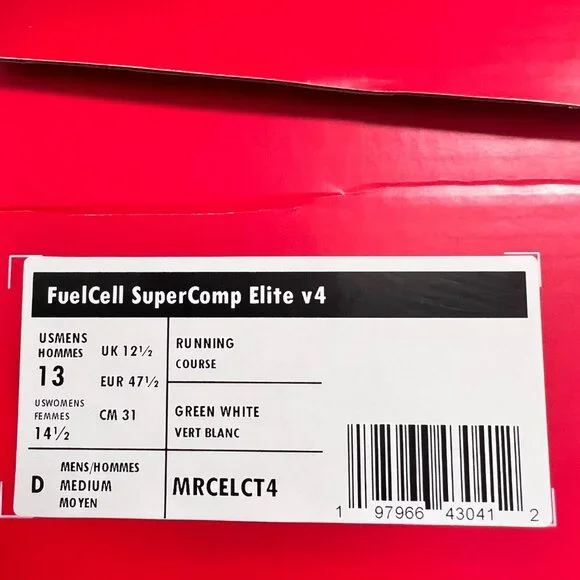 FuelCell SuperComp Elite v4
USMENS
HOMMES
13
USWOMENS
FEMMES
14½
UK 12½
EUR 47½
CM 31
RUNNING
COURSE
GREEN WHITE
VERT BLANC
D
MENS/HOMMES
MEDIUM
MOYEN
MRCELCT4
1 97966 43041 2